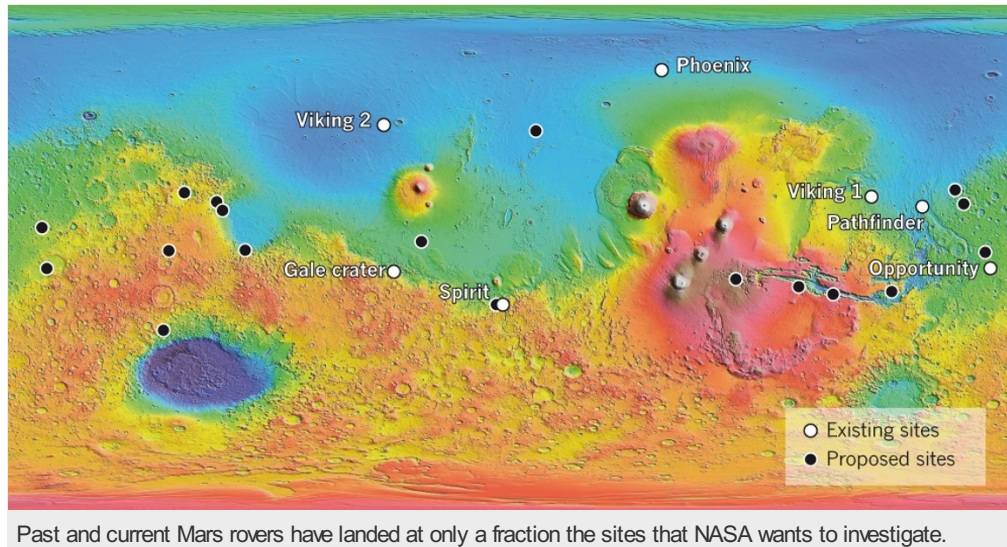 Phoenix
Viking 2
Viking 1
Pathfinder
Gale crater
Opportunity
Spirit
Existing sites
Proposed sites
Past and current Mars rovers have landed at only a fraction the sites that NASA wants to investigate.